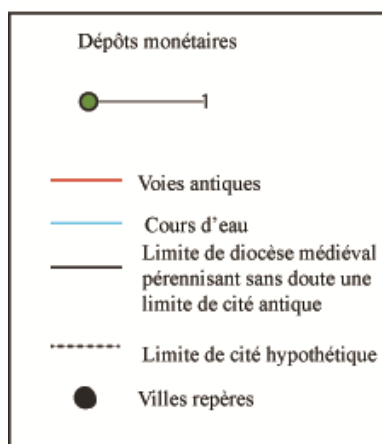 Dépôts monétaires
1
Voies antiques
Cours d'eau
Limite de diocèse médiéval
pérennisant sans doute une
limite de cité antique
Limite de cité hypothétique
Villes repères